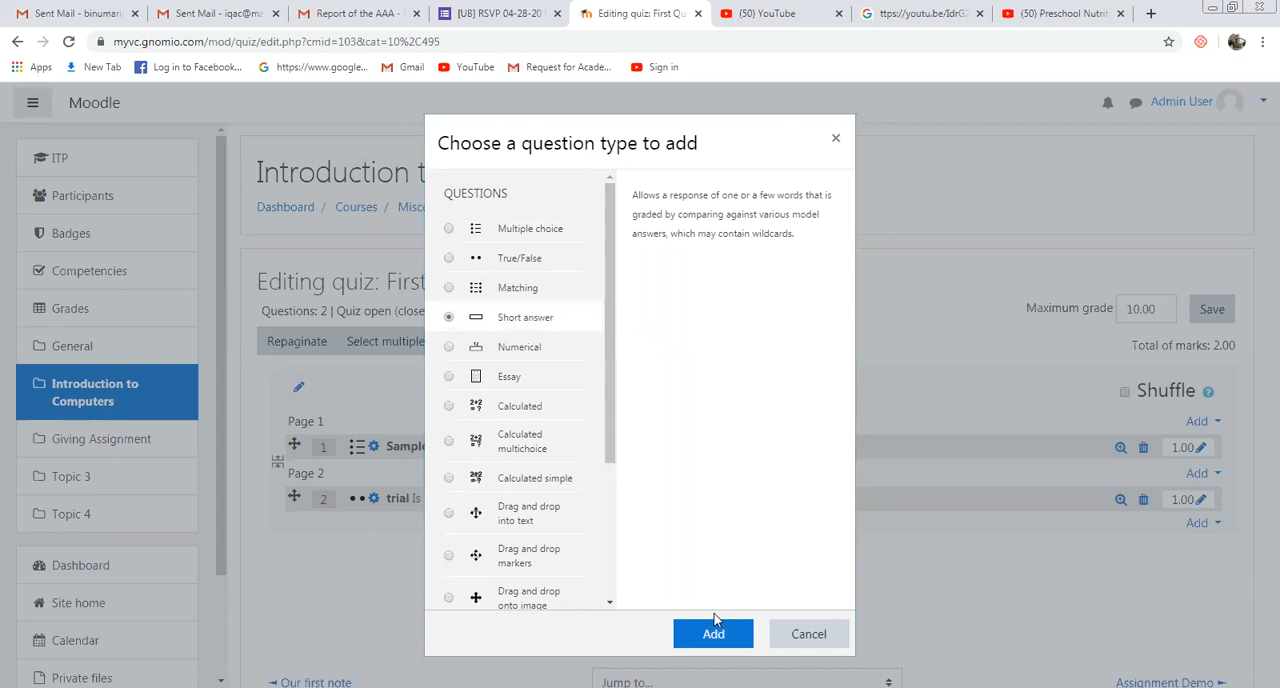 Sent Mail - binumari
Sent Mail - iqac@ma
Report of the AAA -
[UB] RSVP 04-28-20
Editing quiz: First Qu
(50) YouTube
ttps://youtu.be/IdrG2
(50) Preschool Nutrit
myvc.gnomio.com/mod/quiz/edit.php?cmid=103&cat=10%2C495
Apps
New Tab
Log in to Facebook...
https://www.google...
Gmail
YouTube
Request for Acade...
Sign in
Moodle
Admin User
ITP
Participants
Badges
Competencies
Grades
General
Introduction to
Computers
Giving Assignment
Topic 3
Topic 4
Dashboard
Site home
Calendar
Private files
Introduction t
Dashboard / Courses / Misc
Editing quiz: First
Questions: 2 | Quiz open (close
Maximum grade 10.00 Save
Repaginate Select multiple
Total of marks: 2.00
Shuffle
Page 1
Add
1 Sample
1.00
Page 2
Add
2 trial Is
1.00
Add
Our first note
Jump to...
Assignment Demo
Choose a question type to add
QUESTIONS
Multiple choice
True/False
Matching
Short answer
Numerical
Essay
Calculated
Calculated
multichoice
Calculated simple
Drag and drop
into text
Drag and drop
markers
Drag and drop
onto image
Allows a response of one or a few words that is
graded by comparing against various model
answers, which may contain wildcards.
Add
Cancel